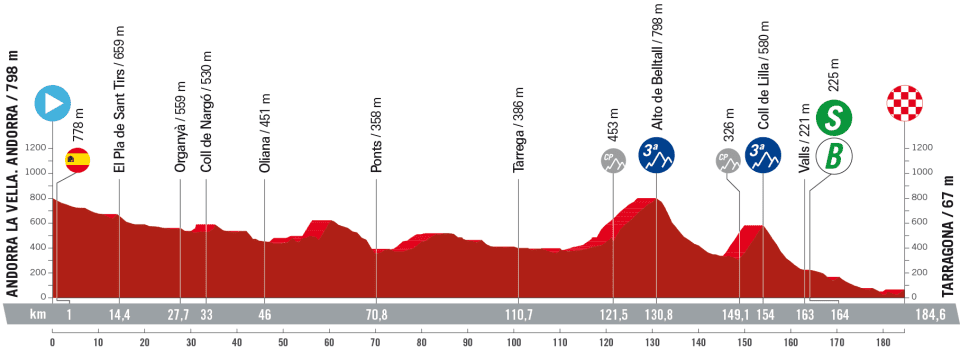 ANDORRA LA VELLA. ANDORRA / 798 m
778 m
El Pla de Sant Tirs / 659 m
Organyà / 559 m
Coll de Nargó / 530 m
Oliana / 451 m
Ponts / 358 m
Tàrrega / 386 m
CP
453 m
Alto de Belltall / 798 m
3ª
CP
326 m
Coll de Lilla / 580 m
3ª
Valls / 221 m
225 m
S
B
TARRAGONA / 67 m
1200
1000
800
600
400
200
0
1200
1000
800
600
400
200
0
km 1 14,4 27,7 33 46 70,8 110,7 121,5 130,8 149,1 154 163 164 184,6
0 10 20 30 40 50 60 70 80 90 100 110 120 130 140 150 160 170 180